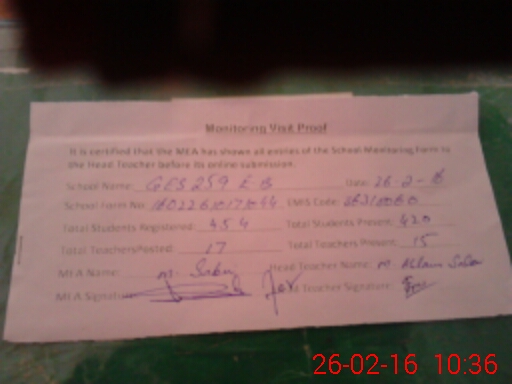 Monitoring Visit Proof
It is certified that the MEA has shown all entries of the School Monitoring Form to
the Head Teacher before its online submission.
School Name: GES 259 E.B Date: 26-2-16
School Form No. EMIS Code:
Total Students Registered: 454 Total Students Present: 420
Total Teachers Posted: 17 Total Teachers Present: 15
MEA Name: M. Head Teacher Name: M.
MEA Signature Teacher Signature:
26-02-16 10:36